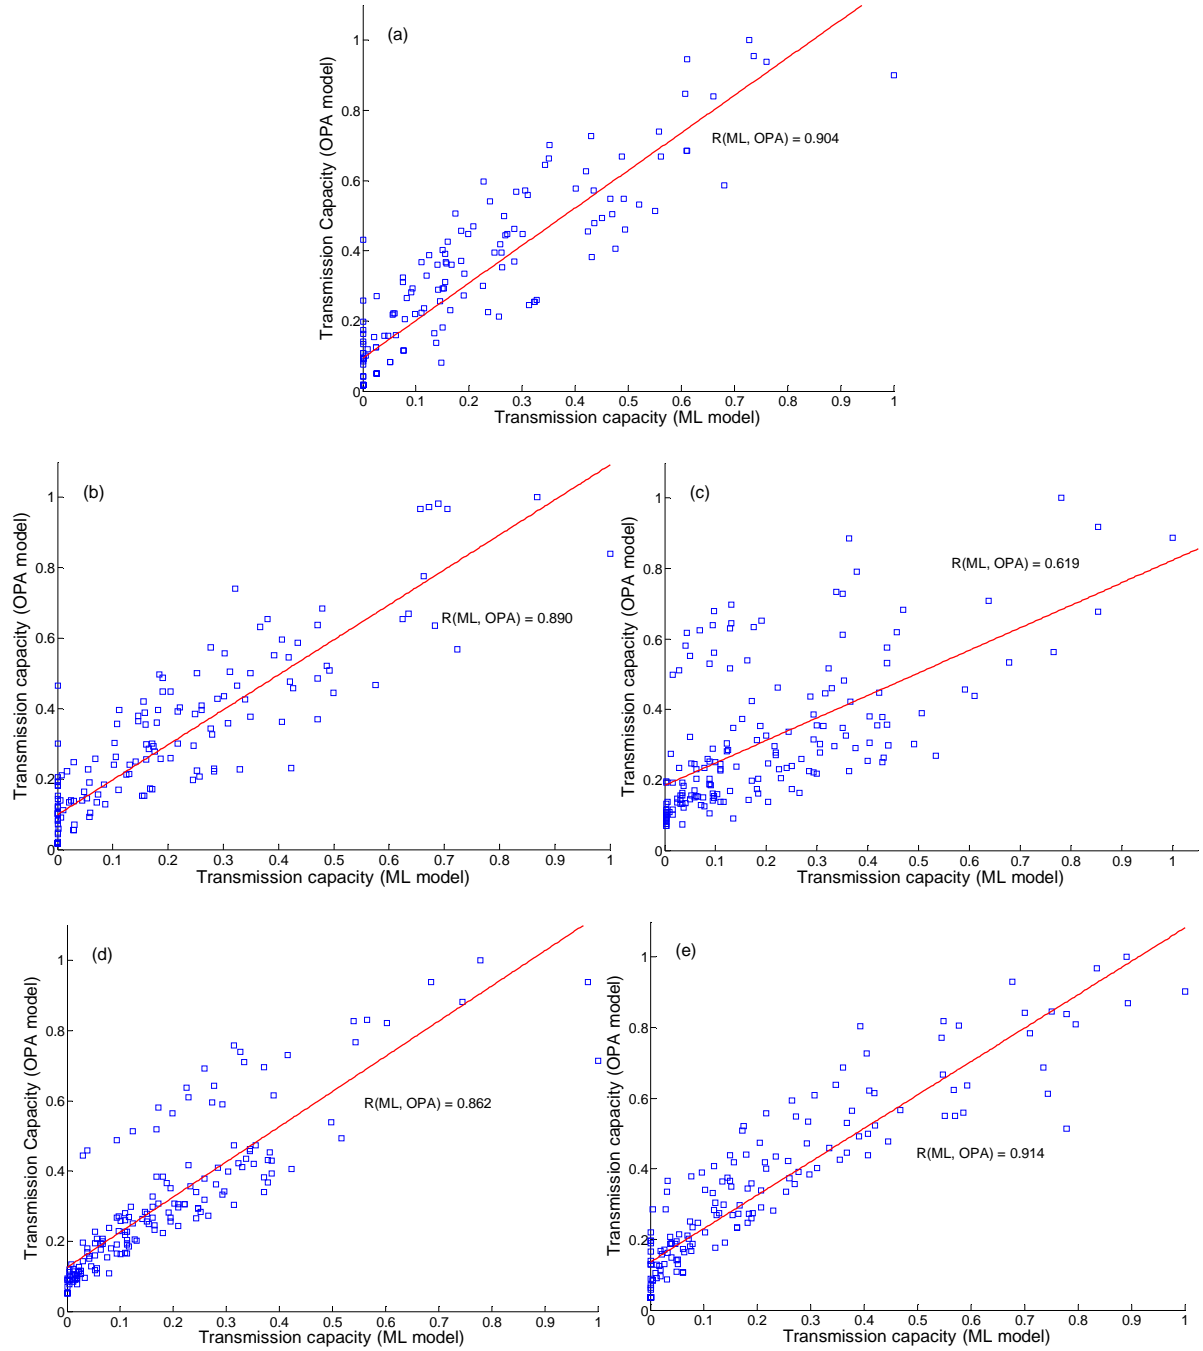 (a)
Transmission Capacity (OPA model)
1
0.8
0.6
0.4
0.2
0
R(ML, OPA) = 0.904
0 0.1 0.2 0.3 0.4 0.5 0.6 0.7 0.8 0.9 1
Transmission capacity (ML model)
(b)
Transmission capacity (OPA model)
1
0.8
0.6
0.4
0.2
0
R(ML, OPA) = 0.890
0 0.1 0.2 0.3 0.4 0.5 0.6 0.7 0.8 0.9 1
Transmission capacity (ML model)
(c)
Transmission capacity (OPA model)
1
0.8
0.6
0.4
0.2
0
R(ML, OPA) = 0.619
0 0.1 0.2 0.3 0.4 0.5 0.6 0.7 0.8 0.9 1
Transmission capacity (ML model)
(d)
Transmission Capacity (OPA model)
1
0.8
0.6
0.4
0.2
0
R(ML, OPA) = 0.862
0 0.1 0.2 0.3 0.4 0.5 0.6 0.7 0.8 0.9 1
Transmission capacity (ML model)
(e)
Transmission capacity (OPA model)
1
0.8
0.6
0.4
0.2
0
R(ML, OPA) = 0.914
0 0.1 0.2 0.3 0.4 0.5 0.6 0.7 0.8 0.9 1
Transmission capacity (ML model)